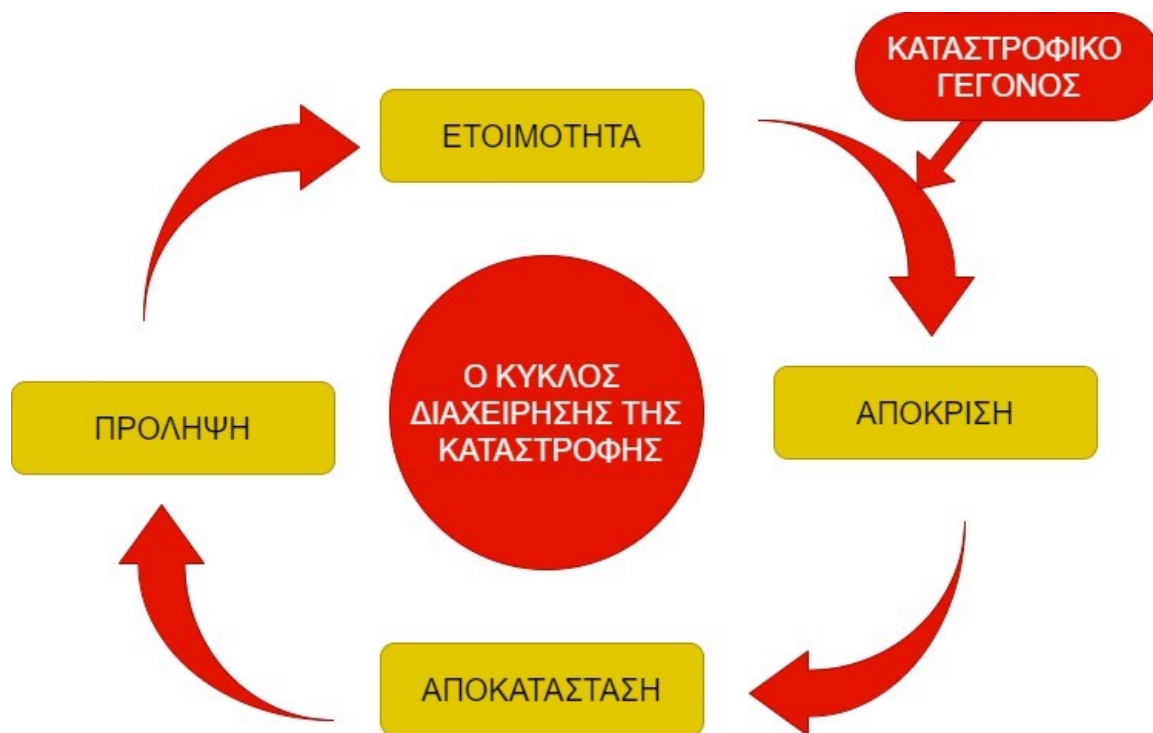 ΚΑΤΑΣΤΡΟΦΙΚΟ
ΓΕΓΟΝΟΣ
ΕΤΟΙΜΟΤΗΤΑ
ΠΡΟΛΗΨΗ
Ο ΚΥΚΛΟΣ
ΔΙΑΧΕΙΡΗΣΗΣ ΤΗΣ
ΚΑΤΑΣΤΡΟΦΗΣ
ΑΠΟΚΡΙΣΗ
ΑΠΟΚΑΤΑΣΤΑΣΗ